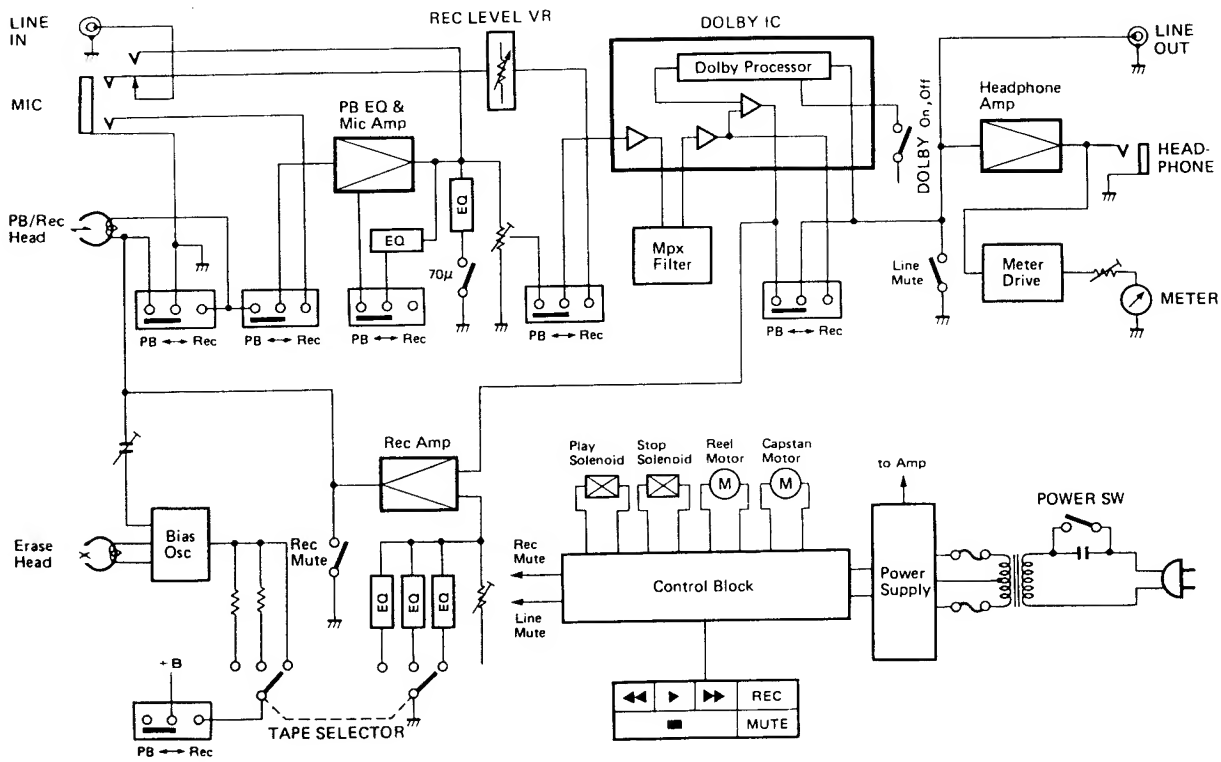 LINE IN
REC LEVEL VR
DOLBY IC
LINE OUT
Dolby Processor
MIC
PB EQ & Mic Amp
Headphone Amp
DOLBY On,Off
HEAD-PHONE
PB/Rec Head
EQ
EQ
70μ
Mpx Filter
Line Mute
Meter Drive
METER
PB ↔ Rec
PB ↔ Rec
PB ↔ Rec
PB ↔ Rec
PB ↔ Rec
Rec Amp
Play Solenoid
Stop Solenoid
Reel Motor
Capstan Motor
M
M
to Amp
POWER SW
Erase Head
Bias Osc
Rec Mute
EQ
EQ
EQ
Rec Mute
Line Mute
Control Block
Power Supply
+B
TAPE SELECTOR
PB ↔ Rec
◀◀ ▶ ▶▶ REC
■ MUTE